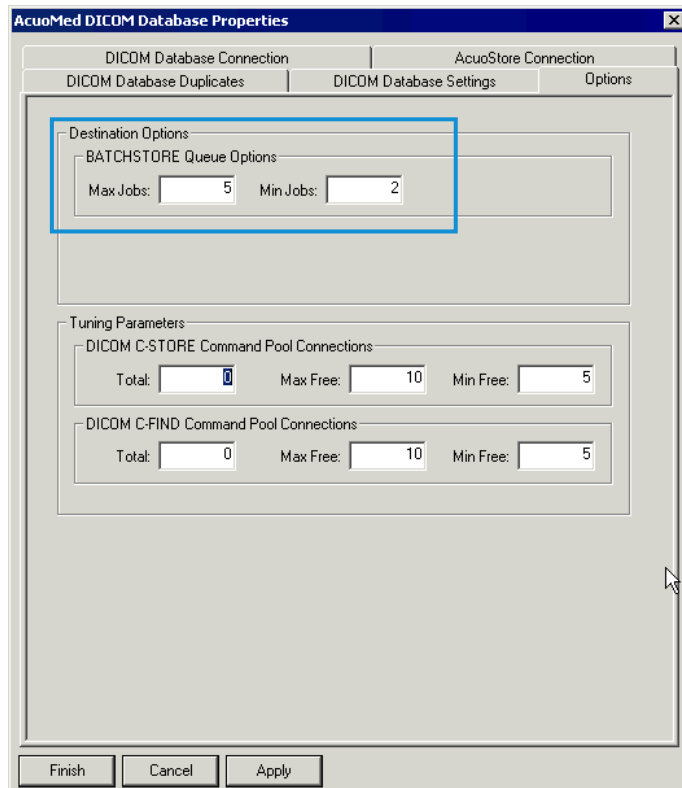 AcuoMed DICOM Database Properties
DICOM Database Connection AcuoStore Connection
DICOM Database Duplicates DICOM Database Settings Options
Destination Options
BATCHSTORE Queue Options
Max Jobs: 5 Min Jobs: 2
Tuning Parameters
DICOM C-STORE Command Pool Connections
Total: 0 Max Free: 10 Min Free: 5
DICOM C-FIND Command Pool Connections
Total: 0 Max Free: 10 Min Free: 5
Finish Cancel Apply